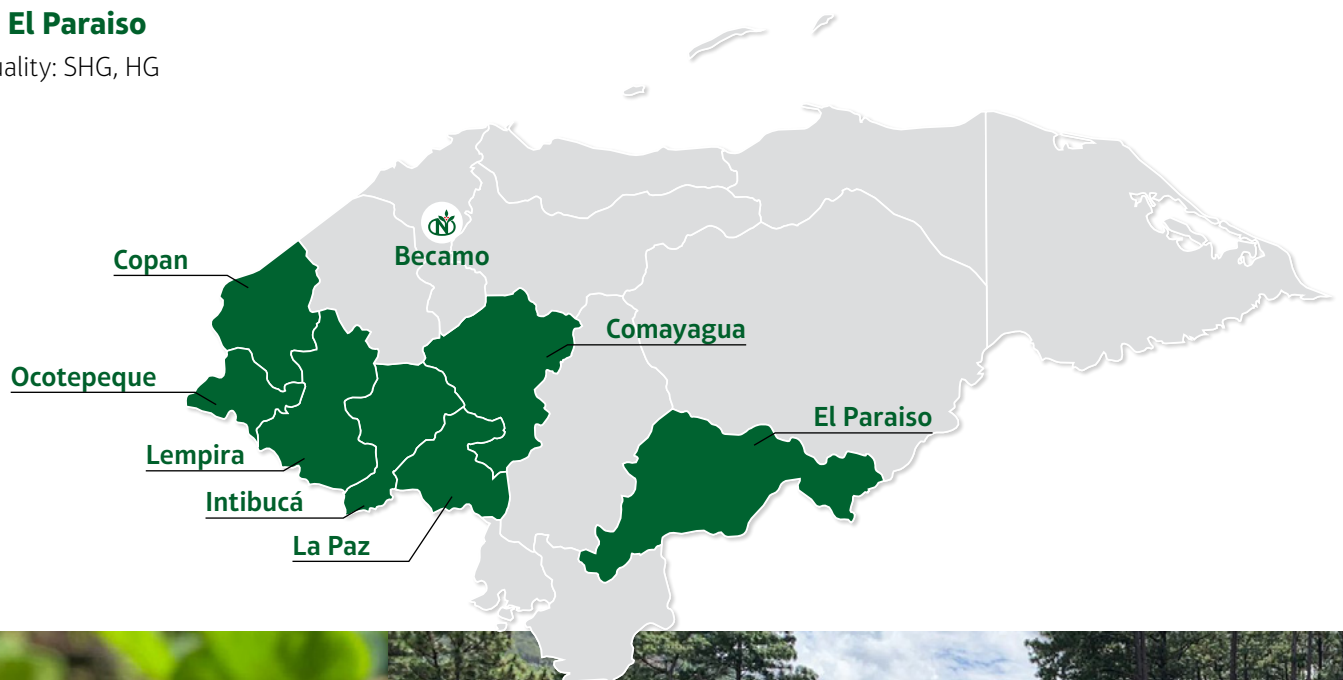 El Paraiso
uality: SHG, HG
N
Becamo
Copan
Comayagua
Ocotepeque
El Paraiso
Lempira
Intibucá
La Paz